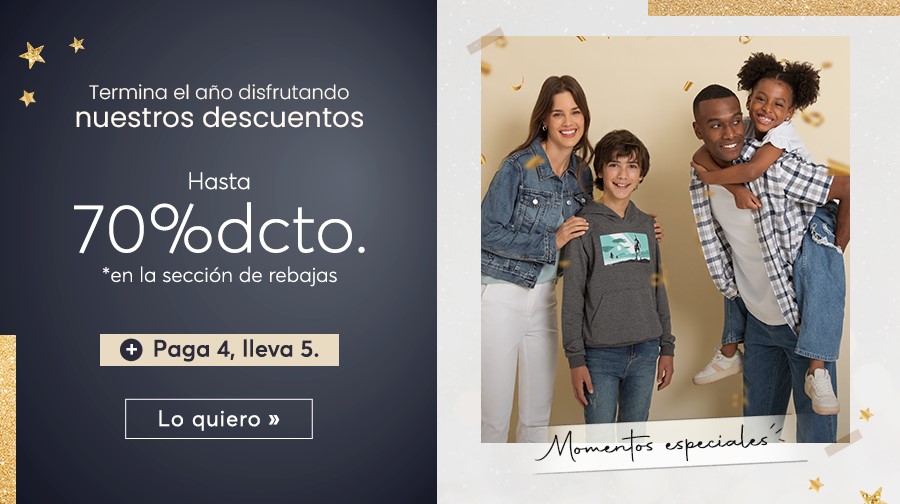 Termina el año disfrutando
nuestros descuentos
Hasta
70%dcto.
*en la sección de rebajas
+ Paga 4, lleva 5.
Lo quiero »
Momentos especiales